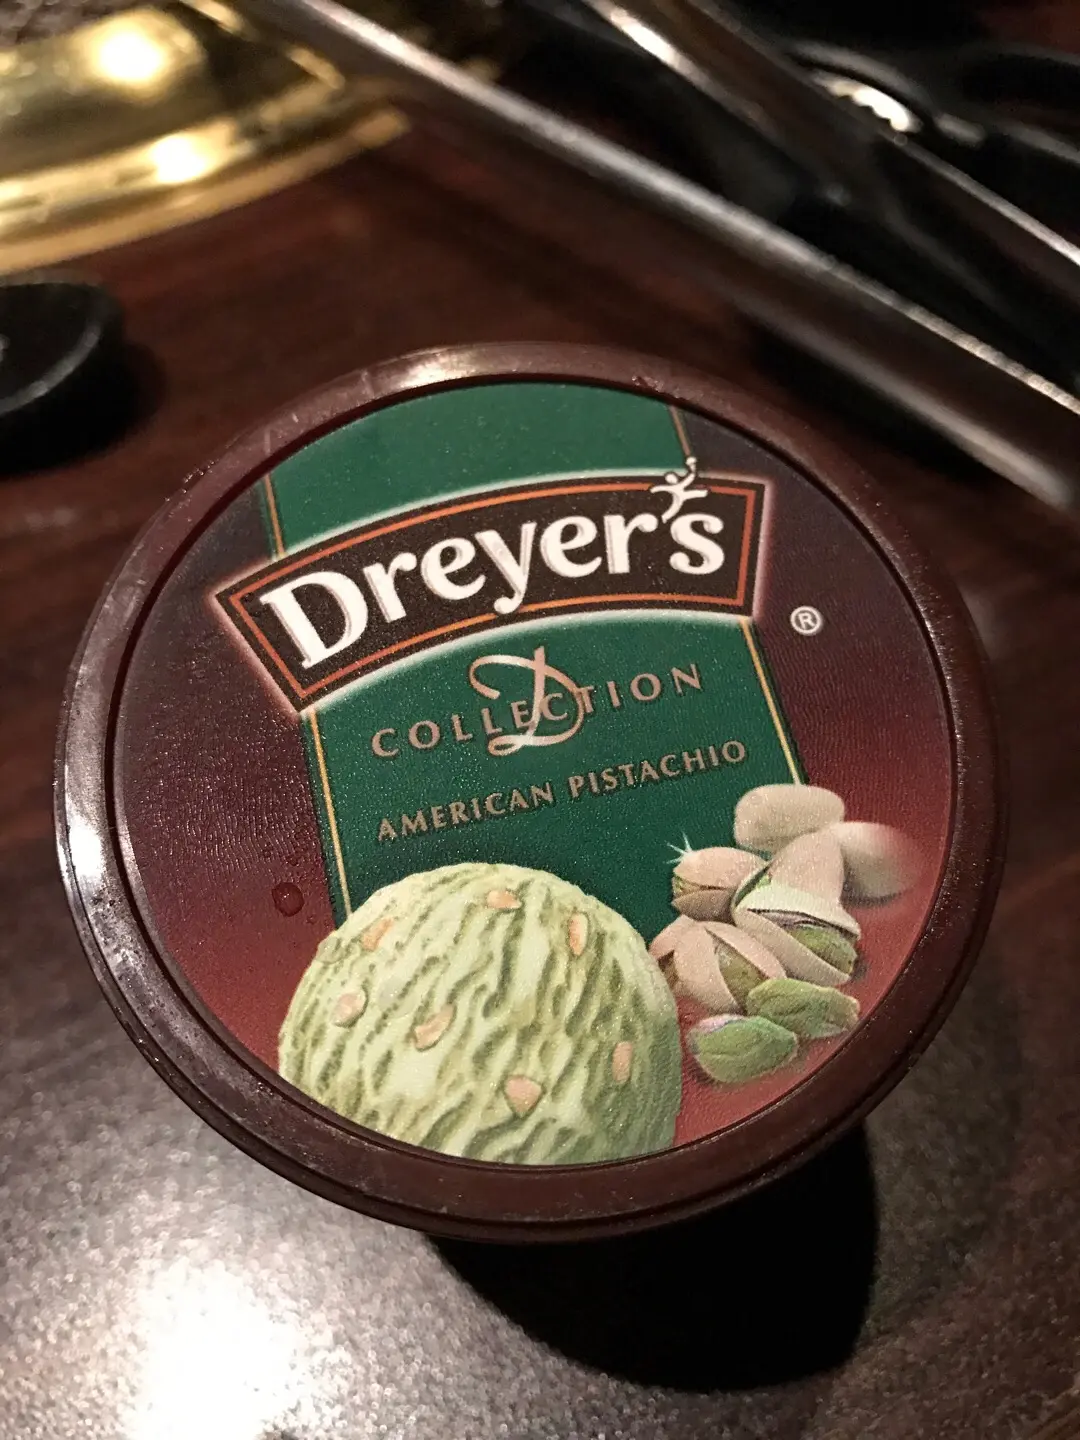 Dreyer's
®
D
COLLECTION
AMERICAN PISTACHIO